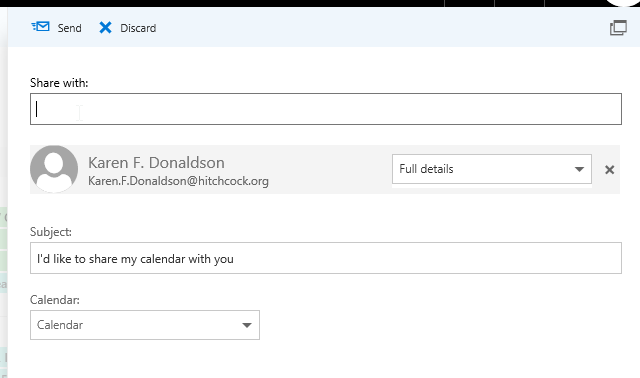 Send Discard
Share with:
Karen F. Donaldson
Karen.F.Donaldson@hitchcock.org
Full details
Subject:
I'd like to share my calendar with you
Calendar:
Calendar